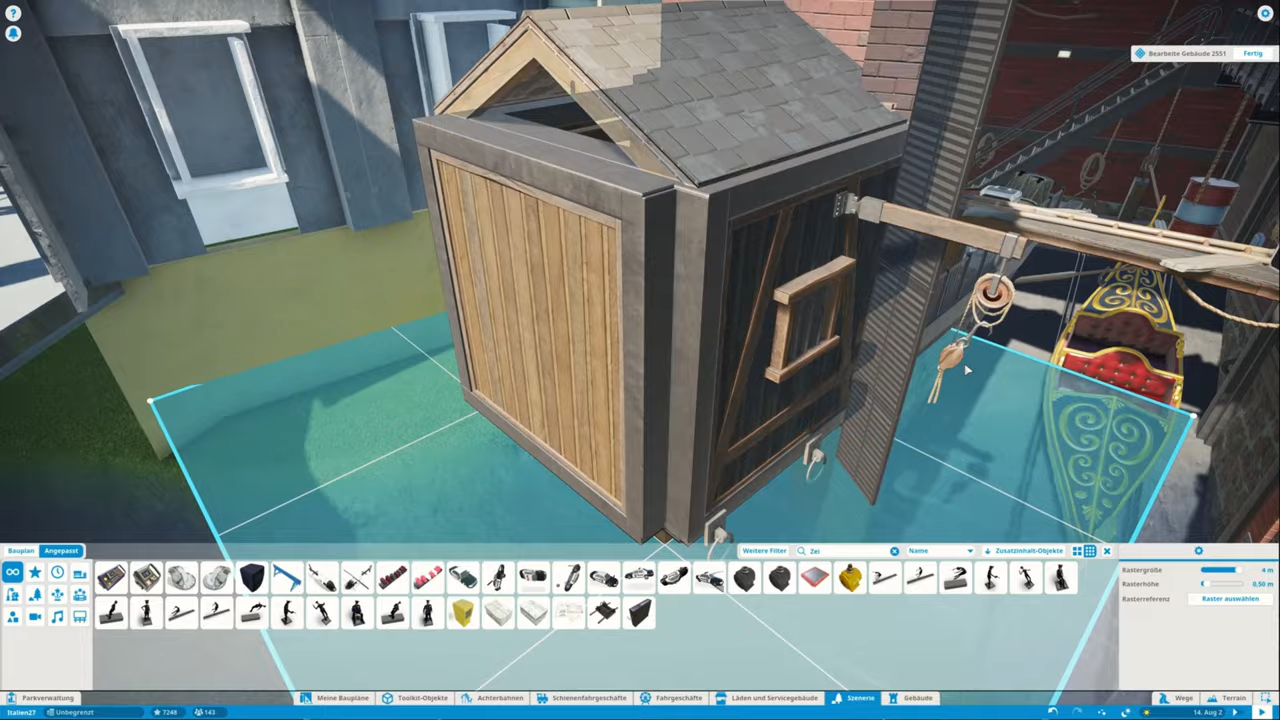 ?
Bearbeite Gebäude 2551 Fertig
Bauplan Angepasst
Weitere Filter Zei Name Zusatzinhalt-Objekte
Rastergröße 4 m
Rasterhöhe 0,50 m
Rasterreferenz Raster auswählen
Parkverwaltung Meine Baupläne Toolkit-Objekte Achterbahnen Schienenfahrgeschäfte Fahrgeschäfte Läden und Servicegebäude Szenerie Gebäude Wege Terrain
Italien27 Unbegrenzt 7248 143 14. Aug 2